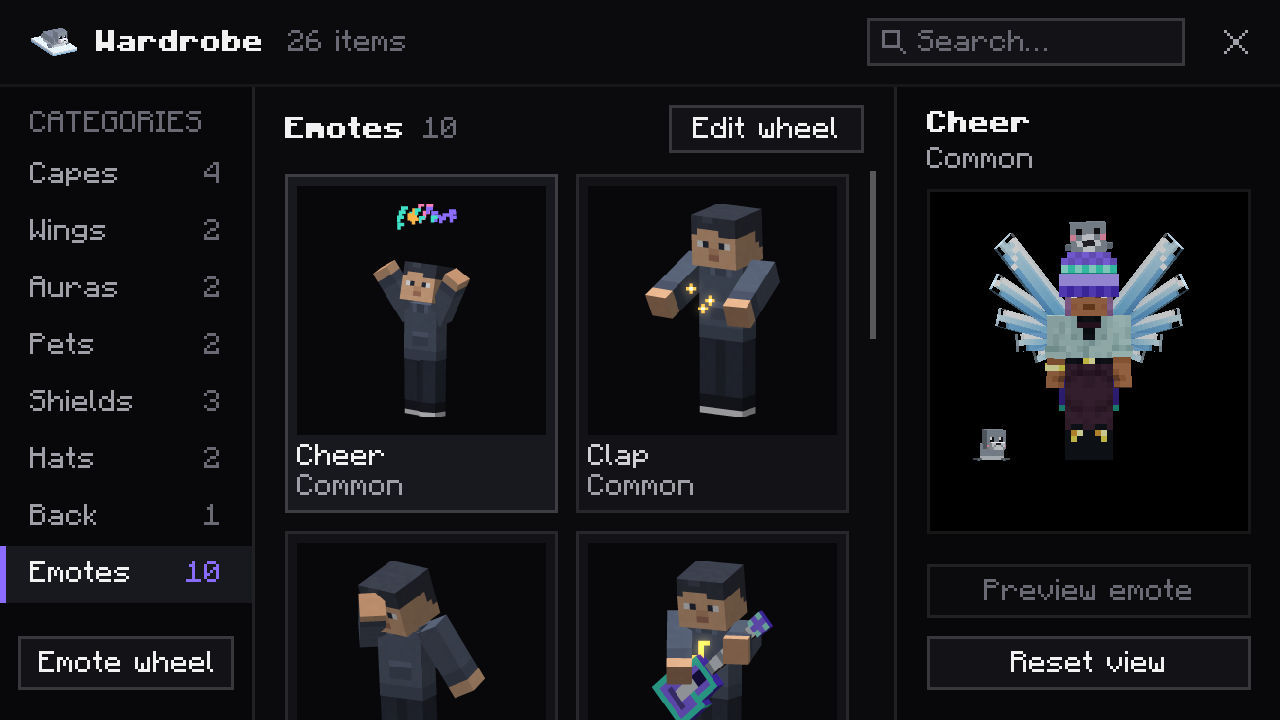 Wardrobe 26 items
Search...
CATEGORIES
Capes 4
Wings 2
Auras 2
Pets 2
Shields 3
Hats 2
Back 1
Emotes 10
Emote wheel
Emotes 10
Edit wheel
Cheer
Common
Clap
Common
Cheer
Common
Preview emote
Reset view